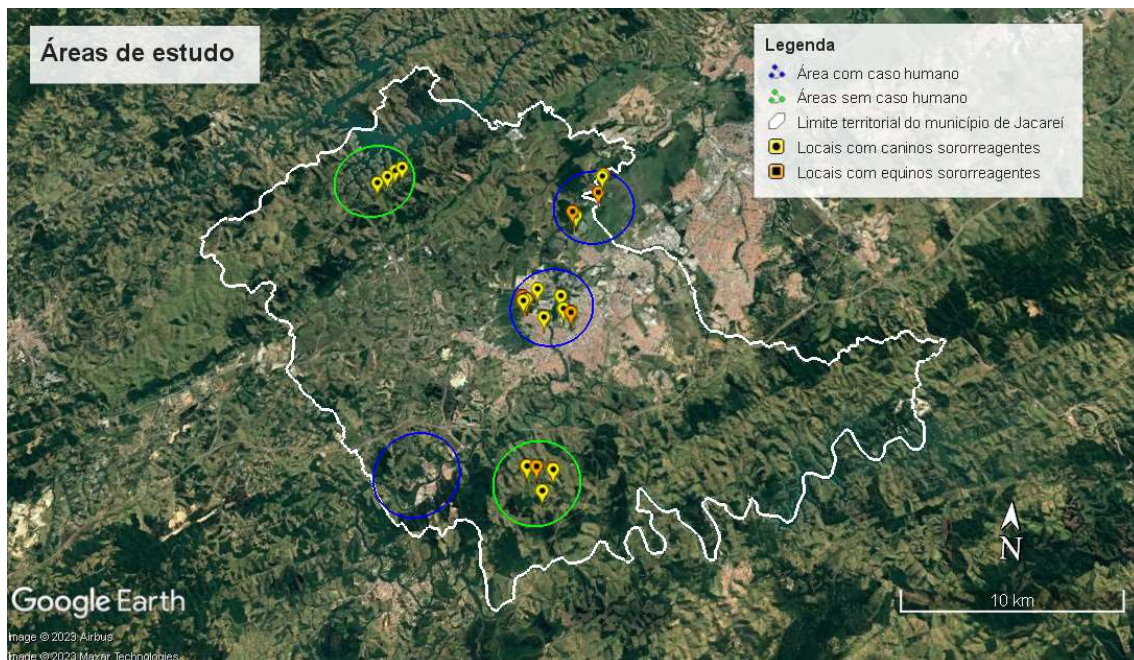 Áreas de estudo
Legenda
Área com caso humano
Áreas sem caso humano
Limite territorial do município de Jacareí
Locais com caninos sororreagentes
Locais com equinos sororreagentes
N
10 km
Google Earth
Image © 2023 Airbus
Image © 2023 Maxar Technologies